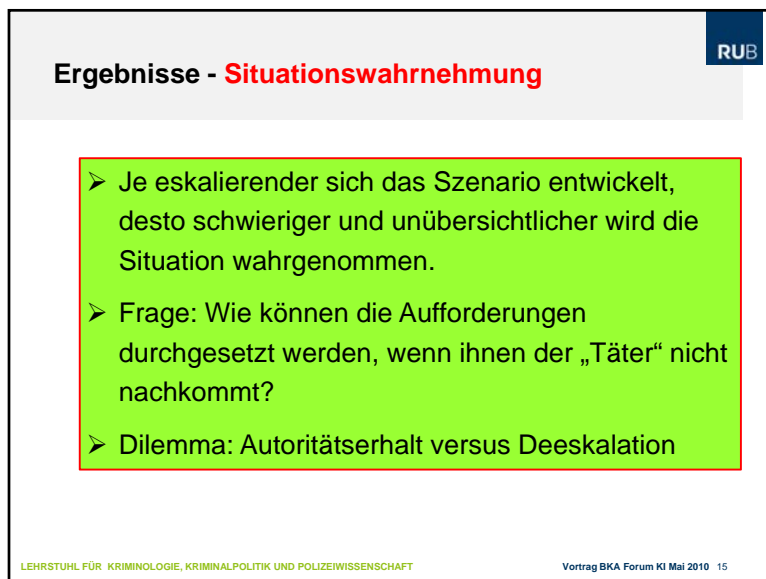 RUB
Ergebnisse - Situationswahrnehmung
➢ Je eskalierender sich das Szenario entwickelt,
desto schwieriger und unübersichtlicher wird die
Situation wahrgenommen.
➢ Frage: Wie können die Aufforderungen
durchgesetzt werden, wenn ihnen der „Täter“ nicht
nachkommt?
➢ Dilemma: Autoritätserhalt versus Deeskalation
LEHRSTUHL FÜR KRIMINOLOGIE, KRIMINALPOLITIK UND POLIZEIWISSENSCHAFT Vortrag BKA Forum KI Mai 2010 15